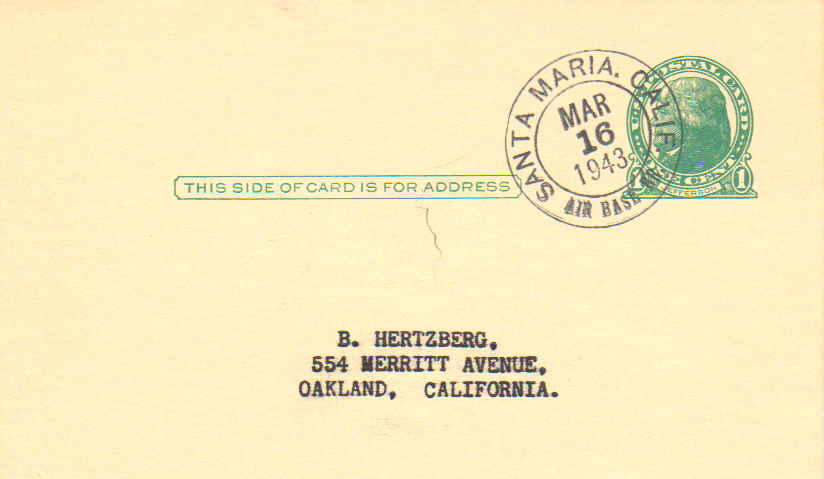 SANTA MARIA. CALIF.
MAR
16
1943
AIR BASE
POSTAL CARD
JEFFERSON
1
THIS SIDE OF CARD IS FOR ADDRESS
B. HERTZBERG,
554 MERRITT AVENUE,
OAKLAND, CALIFORNIA.